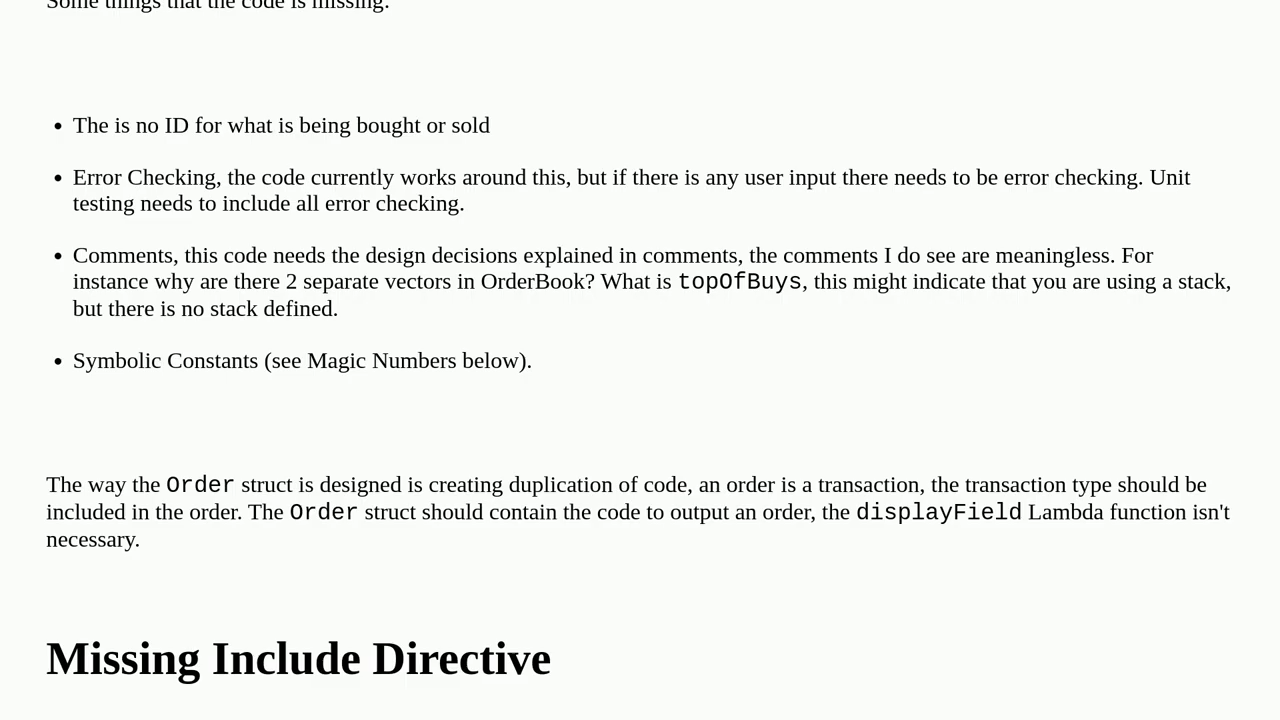 Some things that the code is missing:
• The is no ID for what is being bought or sold
• Error Checking, the code currently works around this, but if there is any user input there needs to be error checking. Unit
testing needs to include all error checking.
• Comments, this code needs the design decisions explained in comments, the comments I do see are meaningless. For
instance why are there 2 separate vectors in OrderBook? What is topOfBuys, this might indicate that you are using a stack,
but there is no stack defined.
• Symbolic Constants (see Magic Numbers below).
The way the Order struct is designed is creating duplication of code, an order is a transaction, the transaction type should be
included in the order. The Order struct should contain the code to output an order, the displayField Lambda function isn't
necessary.
Missing Include Directive